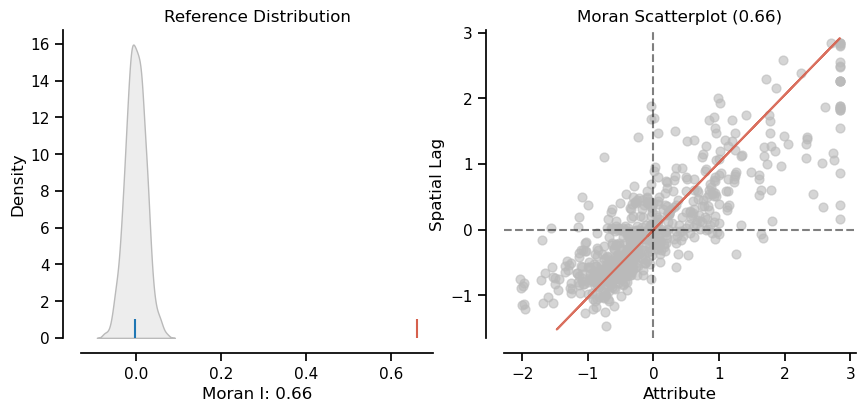 Reference Distribution
16
14
12
10
8
6
4
2
0
Density
0.0 0.2 0.4 0.6
Moran I: 0.66
Moran Scatterplot (0.66)
3
2
1
0
−1
Spatial Lag
−2 −1 0 1 2 3
Attribute